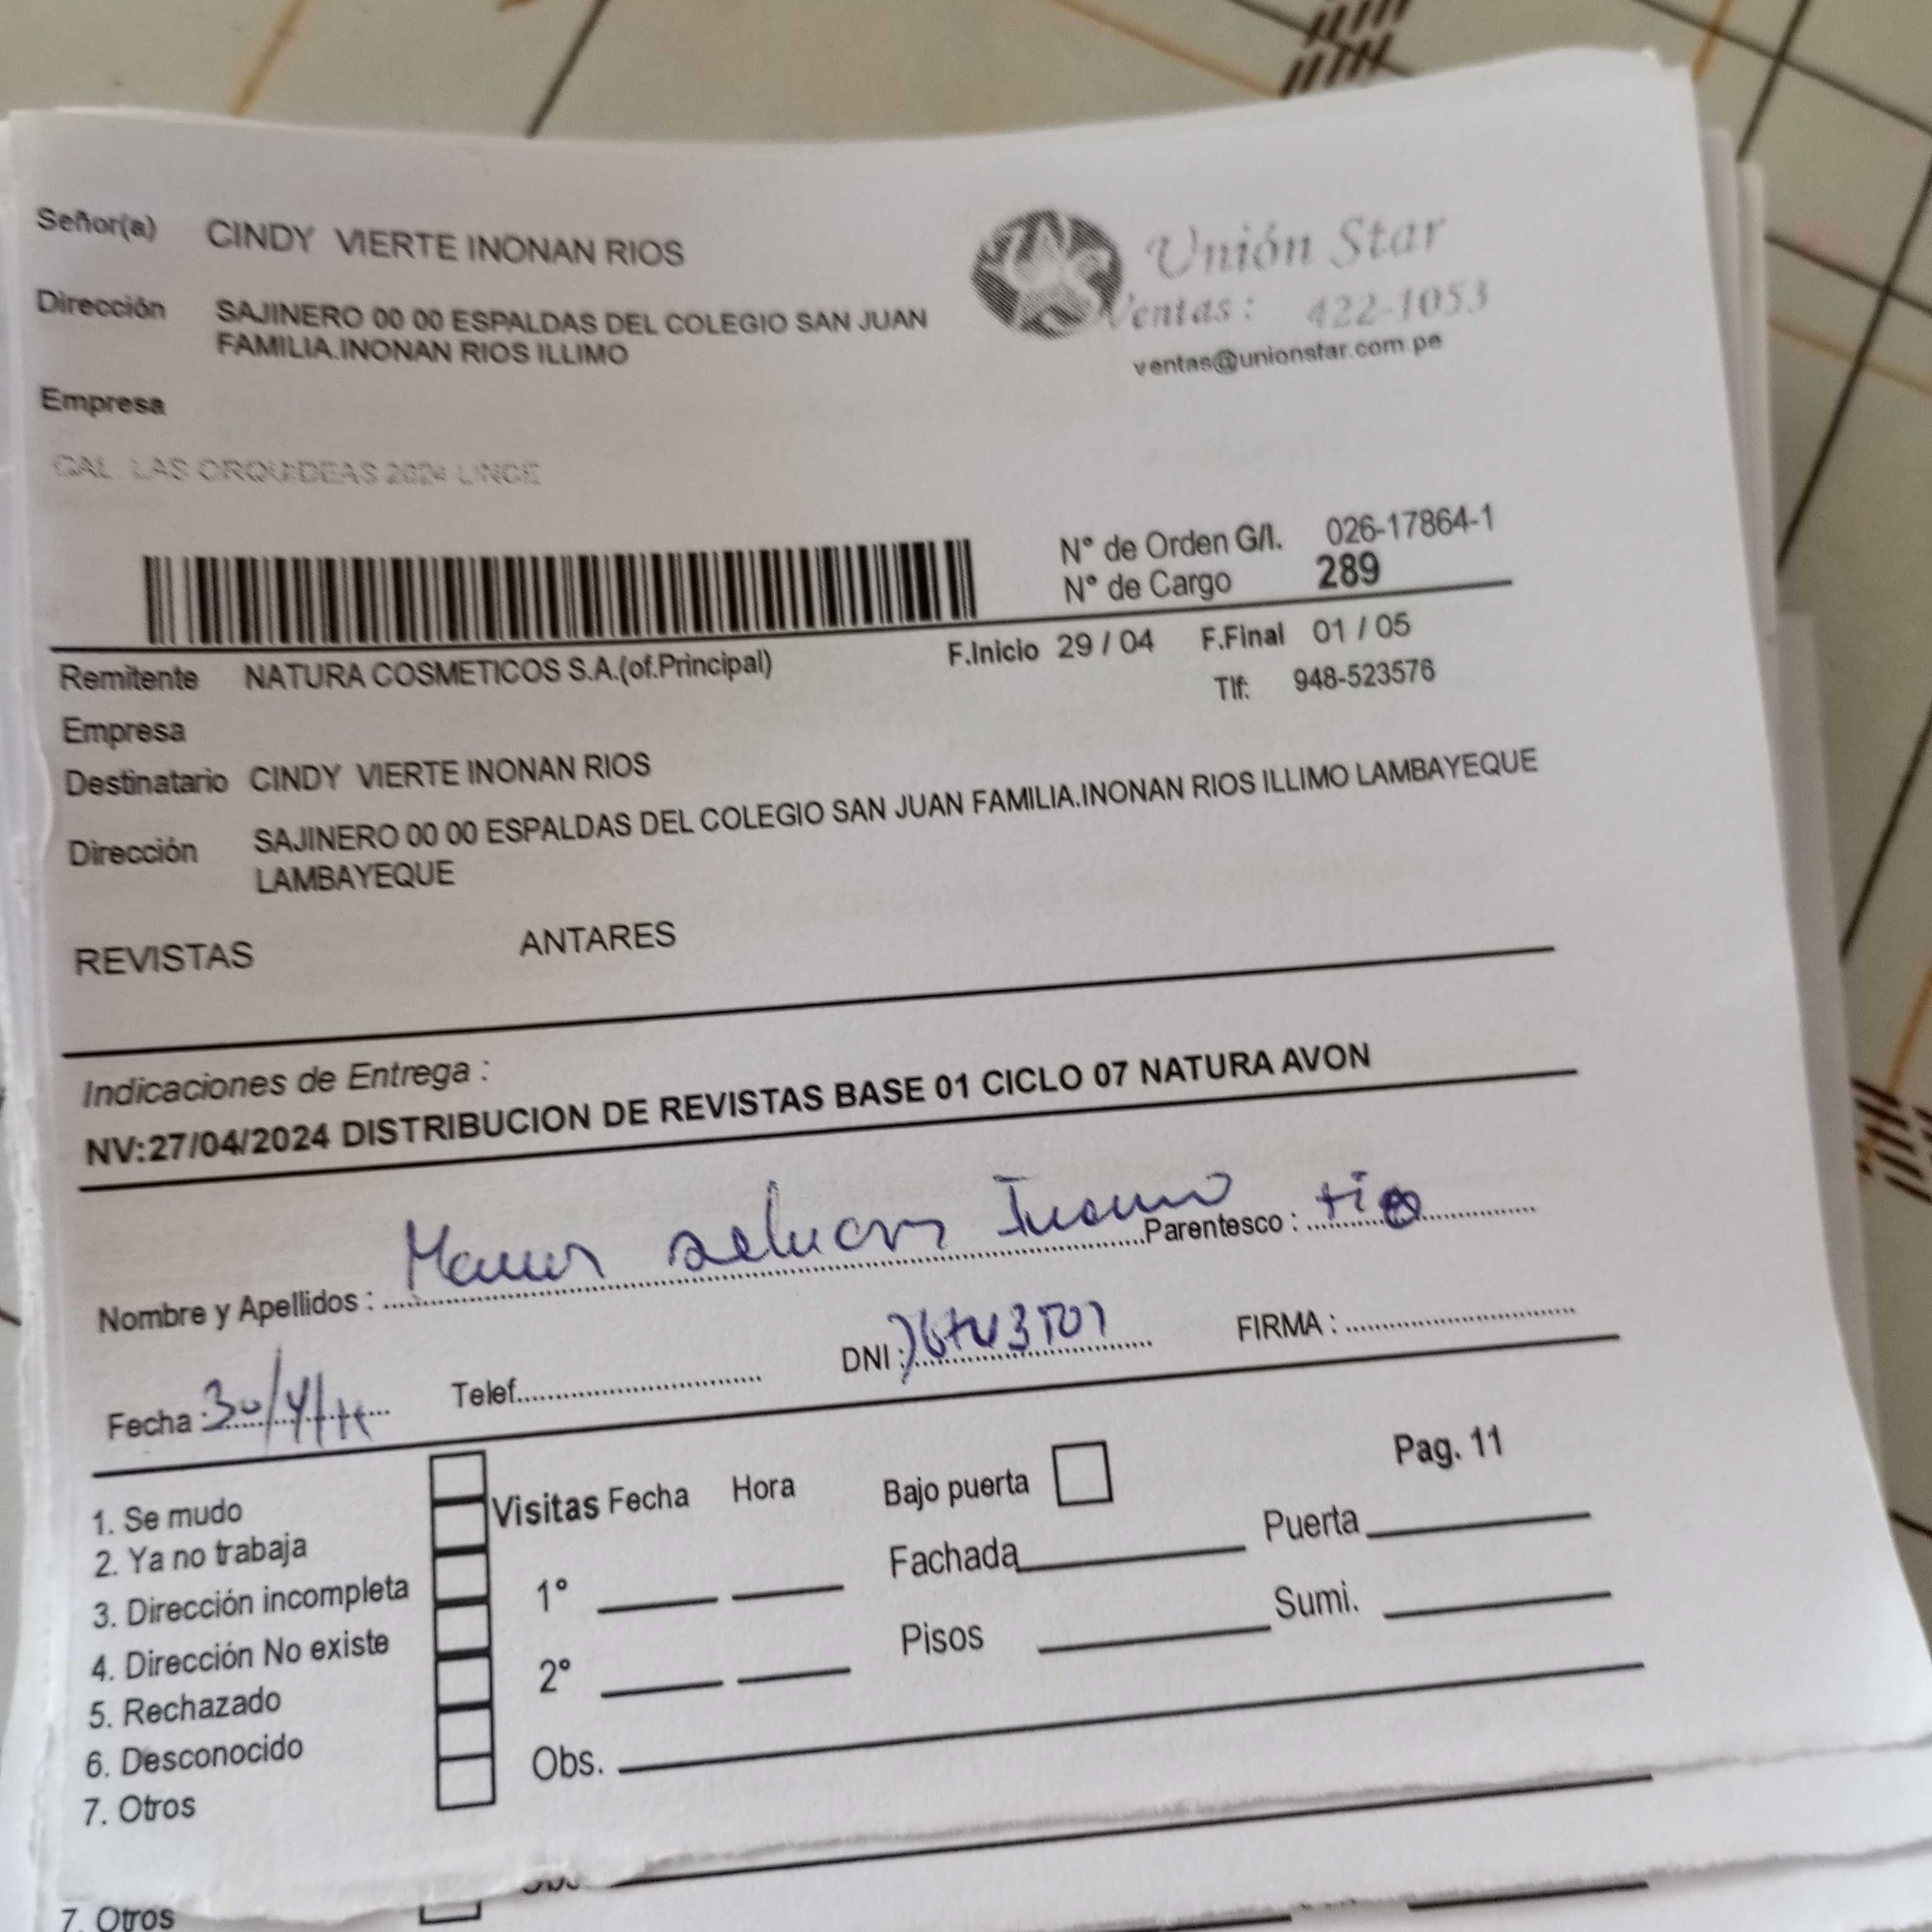 Señor(a) CINDY VIERTE INONAN RIOS
Unión Star
Dirección SAJINERO 00 00 ESPALDAS DEL COLEGIO SAN JUAN
FAMILIA.INONAN RIOS ILLIMO
Ventas : 422-1053
ventas@unionstar.com.pe
Empresa
CAL. LAS ORQUIDEAS 2024 LINCE
N° de Orden G/I. 026-17864-1
N° de Cargo 289
Remitente NATURA COSMETICOS S.A.(of.Principal) F.Inicio 29 / 04 F.Final 01 / 05
Tlf: 948-523576
Empresa
Destinatario CINDY VIERTE INONAN RIOS
Dirección SAJINERO 00 00 ESPALDAS DEL COLEGIO SAN JUAN FAMILIA.INONAN RIOS ILLIMO LAMBAYEQUE
LAMBAYEQUE
REVISTAS ANTARES
Indicaciones de Entrega :
NV:27/04/2024 DISTRIBUCION DE REVISTAS BASE 01 CICLO 07 NATURA AVON
Nombre y Apellidos : Parentesco : tio
Fecha : Telef. DNI : FIRMA :
Pag. 11
1. Se mudo
2. Ya no trabaja
3. Dirección incompleta
4. Dirección No existe
5. Rechazado
6. Desconocido
7. Otros
Visitas Fecha Hora
1°
2°
Bajo puerta
Fachada Puerta
Pisos Sumi.
Obs.
7. Otros